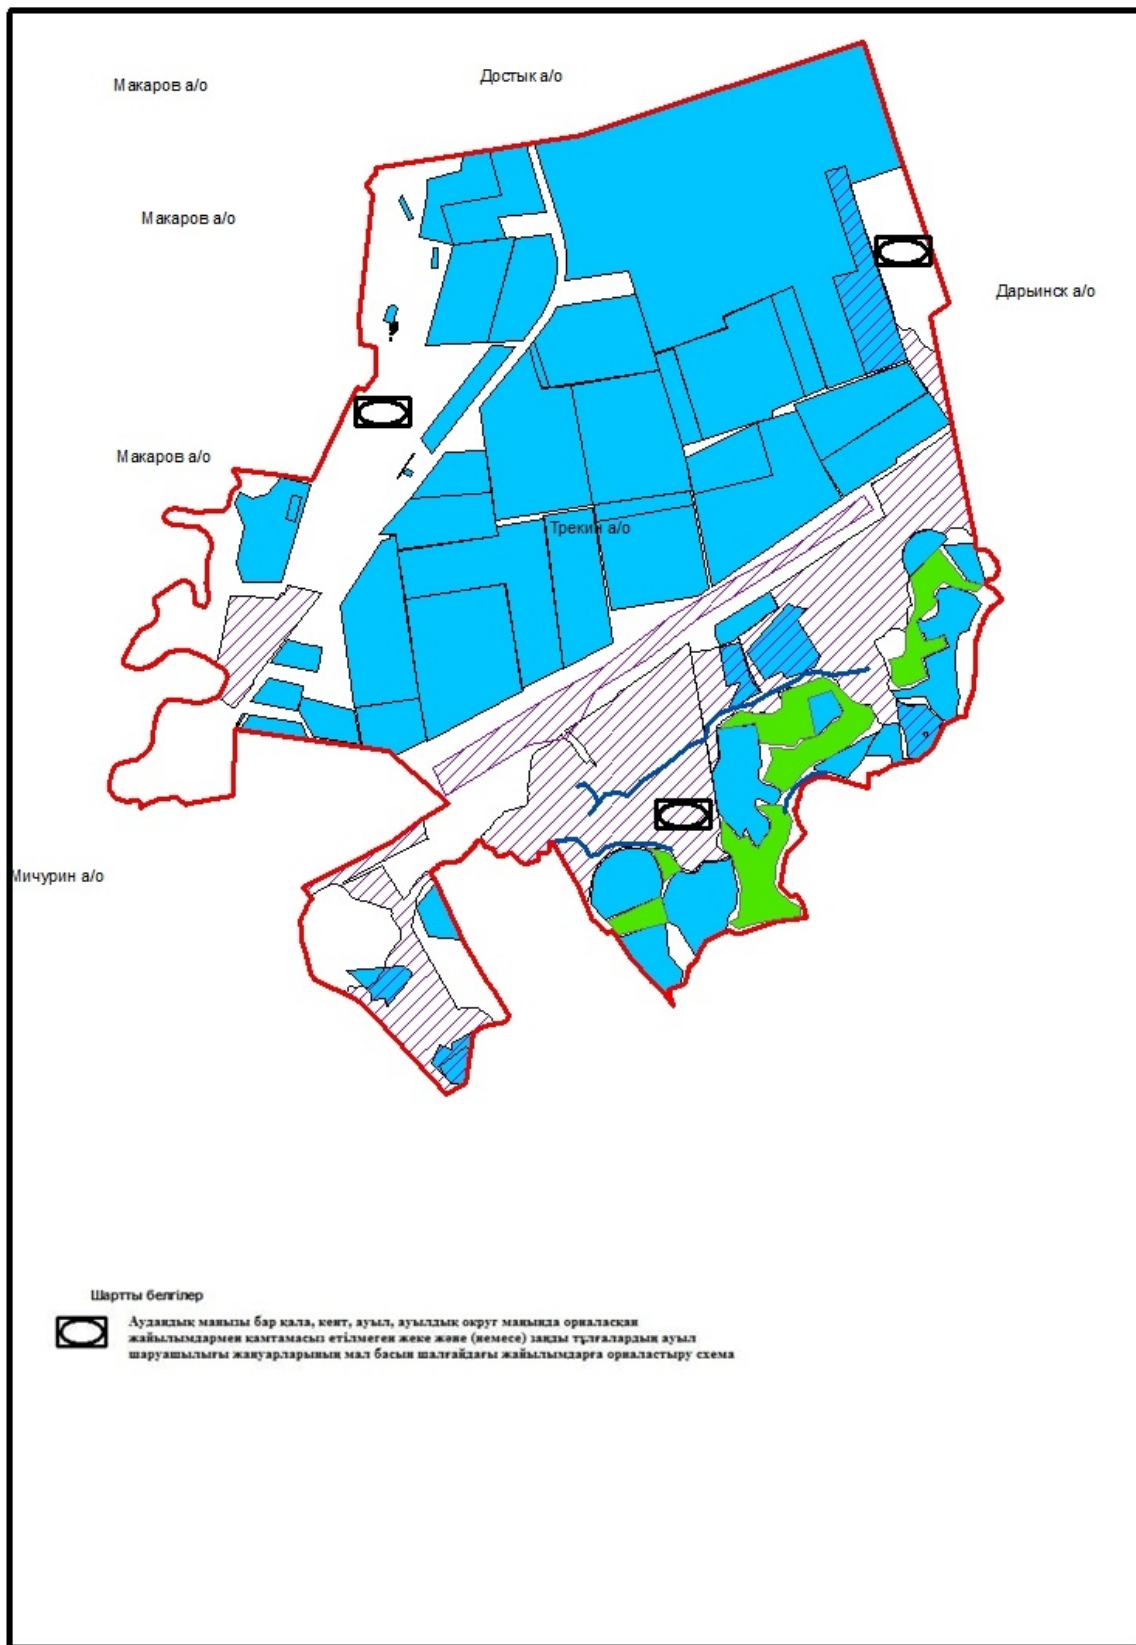 Макаров а/о
Достык а/о
Макаров а/о
Дарьинск а/о
Макаров а/о
Трекин а/о
Мичурин а/о
Шартты белгілер
Аудандық маңызы бар қала, кент, ауыл, ауылдық округ маңында орналасқан
жайылымдармен қамтамасыз етілмеген жеке және (немесе) заңды тұлғалардың ауыл
шаруашылығы жануарларының мал басын шалғайдағы жайылымдарға орналастыру схема